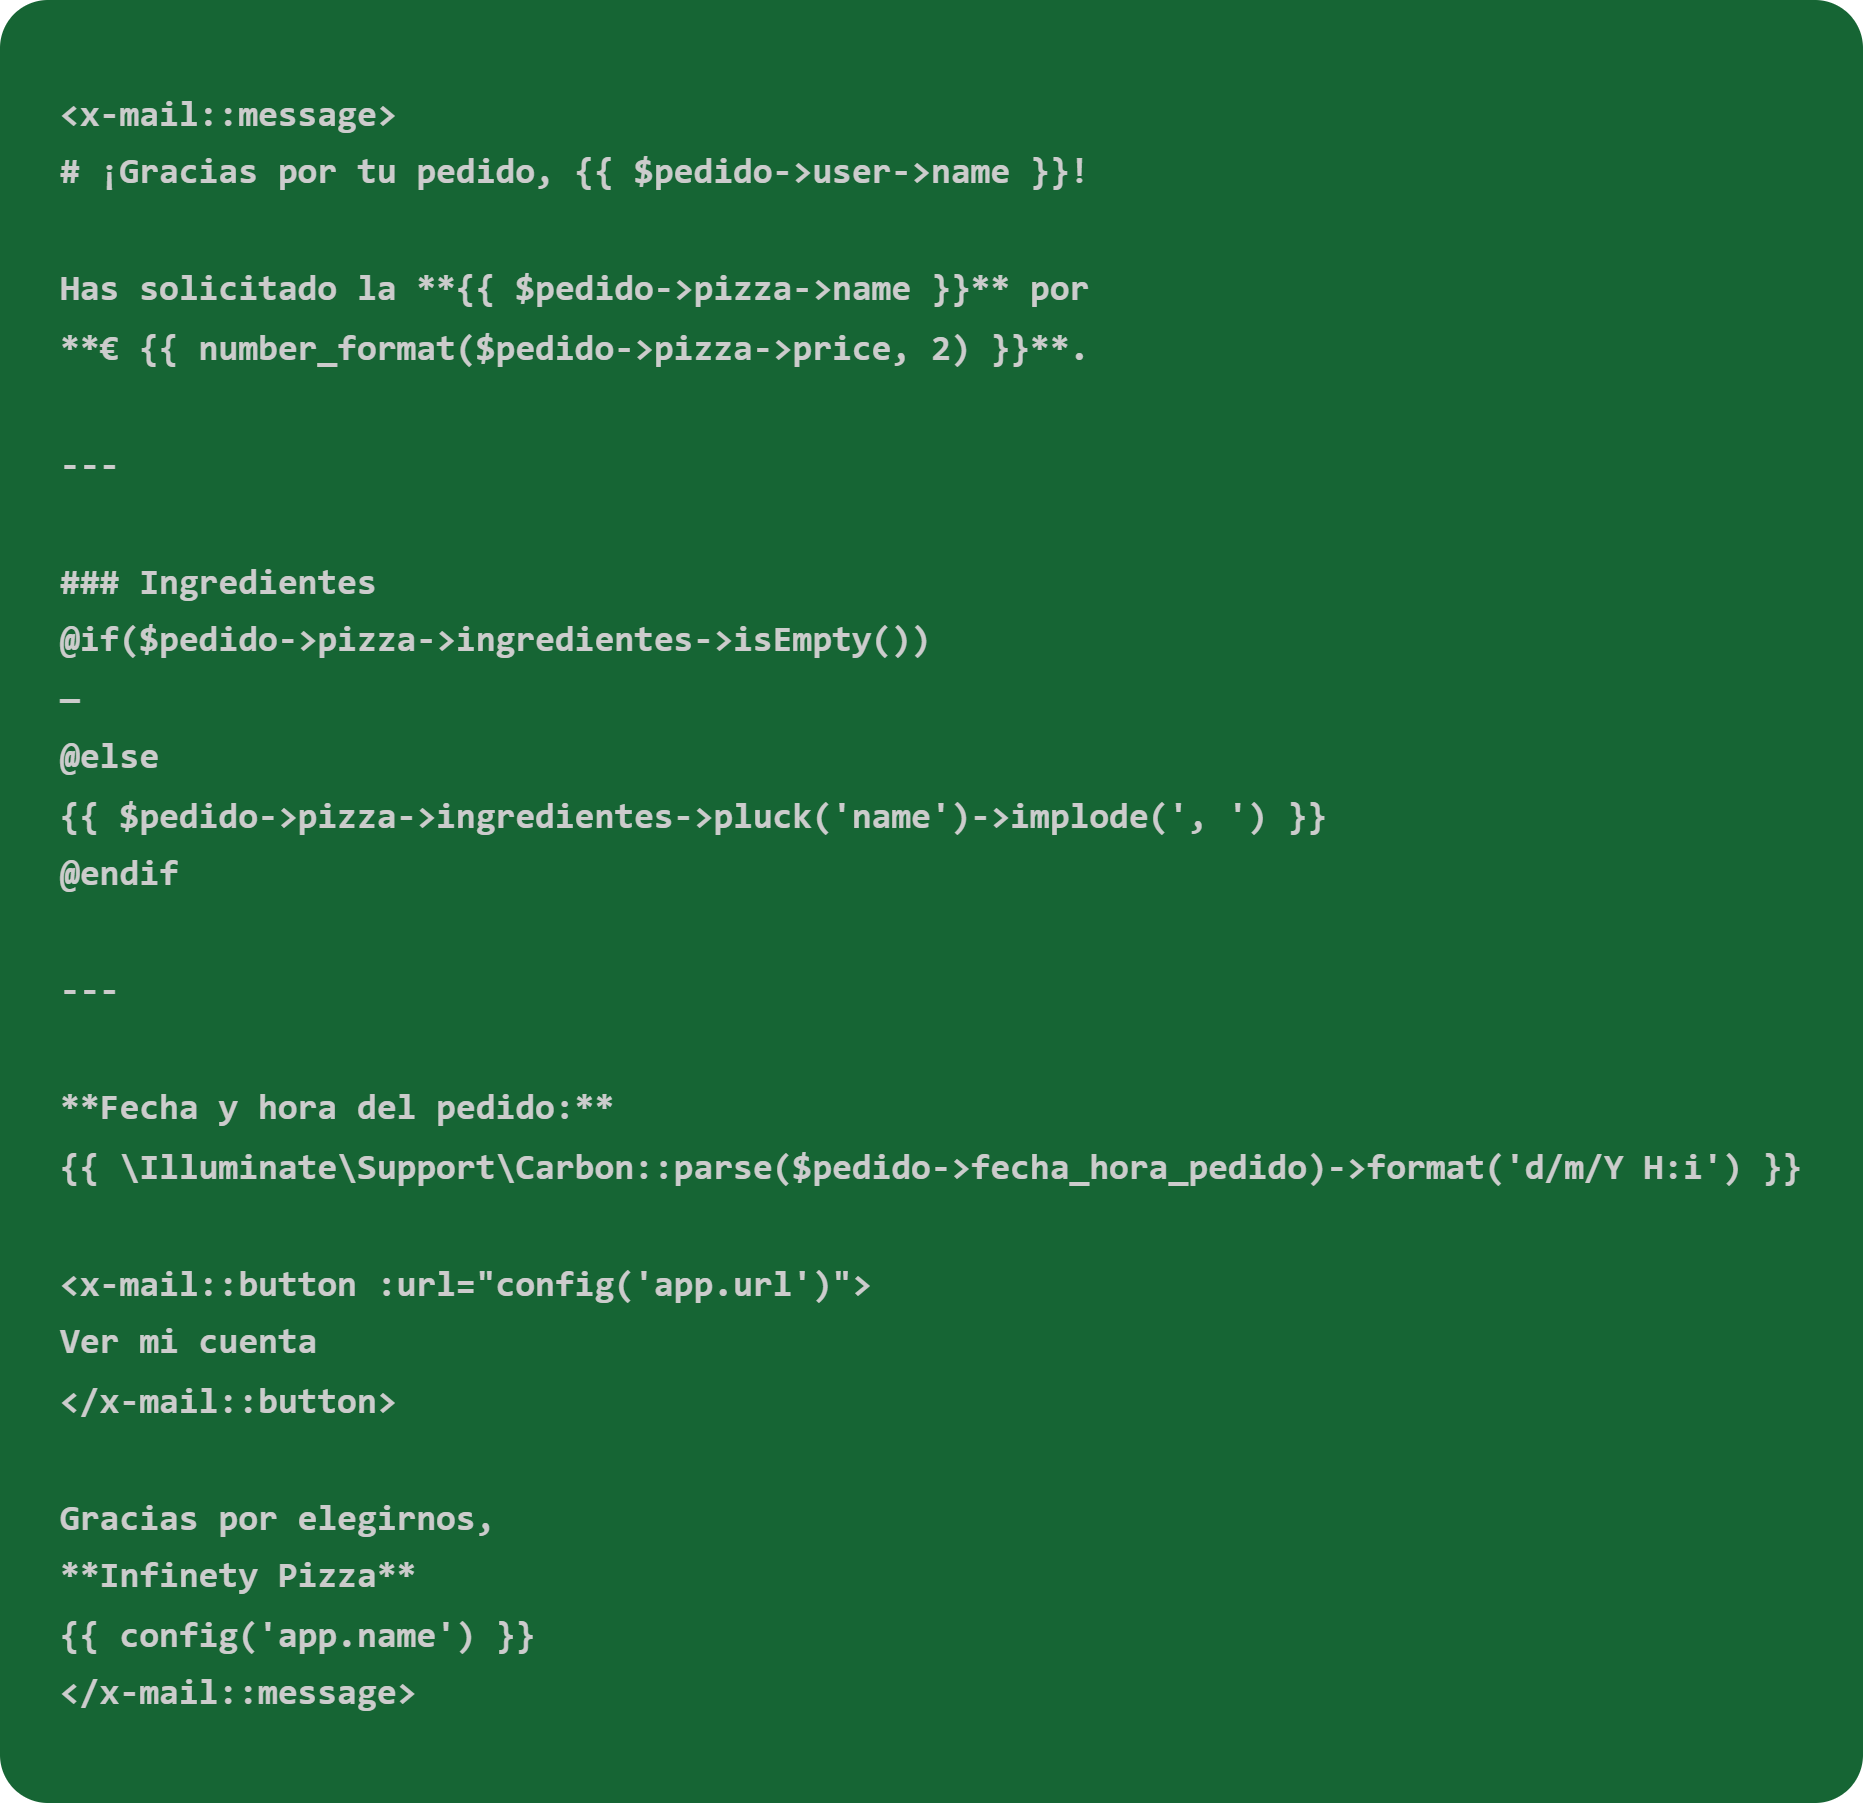 <x-mail::message>
# ¡Gracias por tu pedido, {{ $pedido->user->name }}!
Has solicitado la **{{ $pedido->pizza->name }}** por
**€ {{ number_format($pedido->pizza->price, 2) }}**.
---
### Ingredientes
@if($pedido->pizza->ingredientes->isEmpty())
—
@else
{{ $pedido->pizza->ingredientes->pluck('name')->implode(', ') }}
@endif
---
**Fecha y hora del pedido:**
{{ \Illuminate\Support\Carbon::parse($pedido->fecha_hora_pedido)->format('d/m/Y H:i') }}
<x-mail::button :url="config('app.url')">
Ver mi cuenta
</x-mail::button>
Gracias por elegirnos,
**Infinety Pizza**
{{ config('app.name') }}
</x-mail::message>